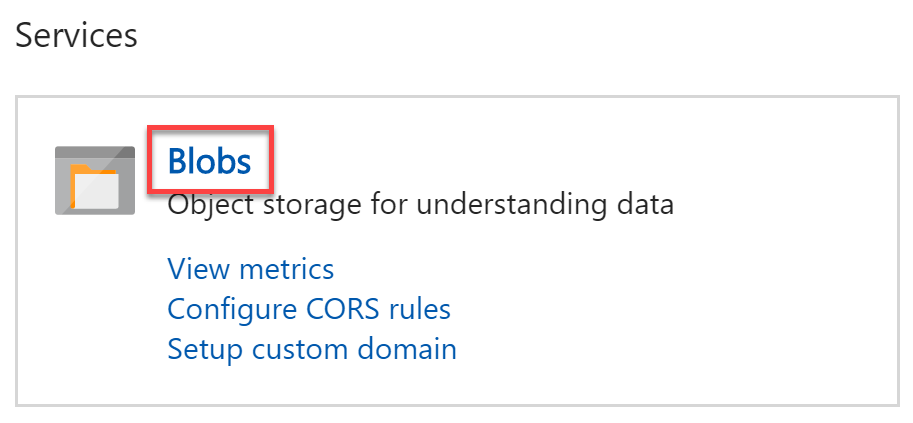 Services
Blobs
Object storage for understanding data
View metrics
Configure CORS rules
Setup custom domain